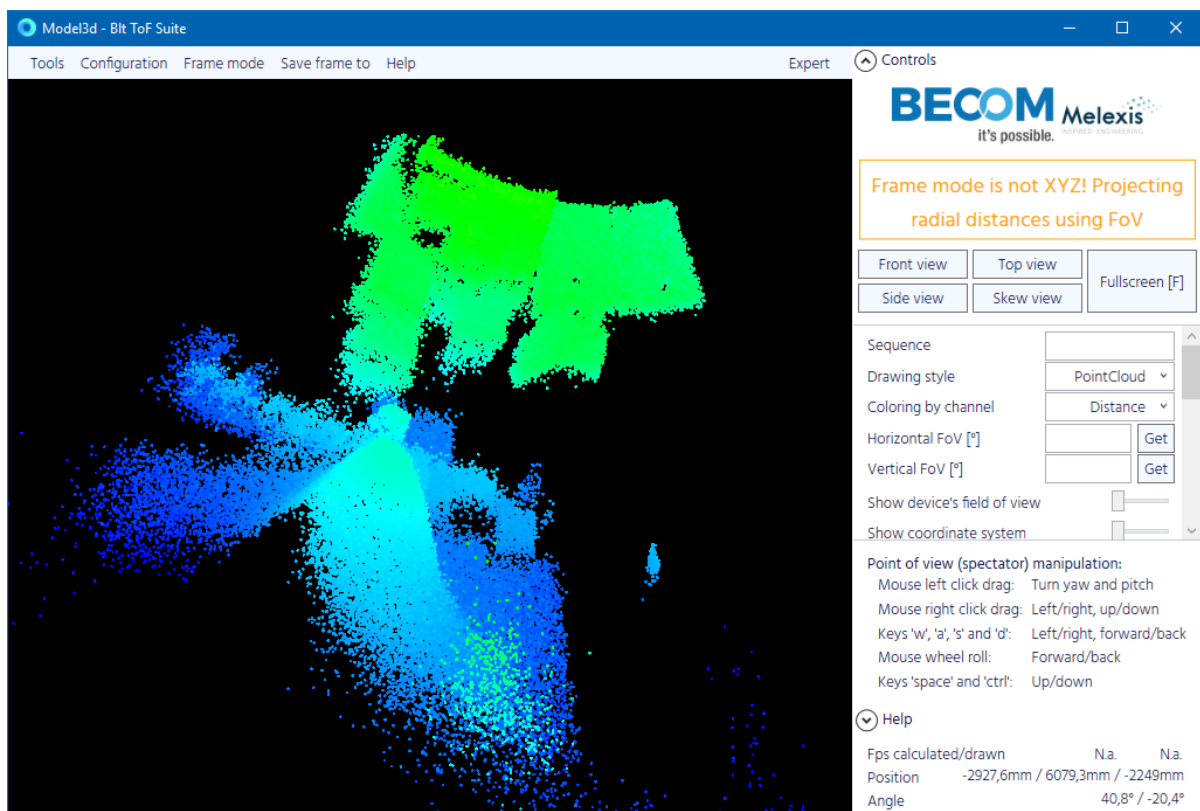 Model3d - Blt ToF Suite
Tools Configuration Frame mode Save frame to Help Expert
Controls
BECOM
it's possible.
Melexis
INSPIRED ENGINEERING
Frame mode is not XYZ! Projecting
radial distances using FoV
Front view Top view
Fullscreen [F]
Side view Skew view
Sequence
Drawing style PointCloud
Coloring by channel Distance
Horizontal FoV [°] Get
Vertical FoV [°] Get
Show device's field of view
Show coordinate system
Point of view (spectator) manipulation:
Mouse left click drag: Turn yaw and pitch
Mouse right click drag: Left/right, up/down
Keys 'w', 'a', 's' and 'd': Left/right, forward/back
Mouse wheel roll: Forward/back
Keys 'space' and 'ctrl': Up/down
Help
Fps calculated/drawn N.a. N.a.
Position -2927,6mm / 6079,3mm / -2249mm
Angle 40,8° / -20,4°